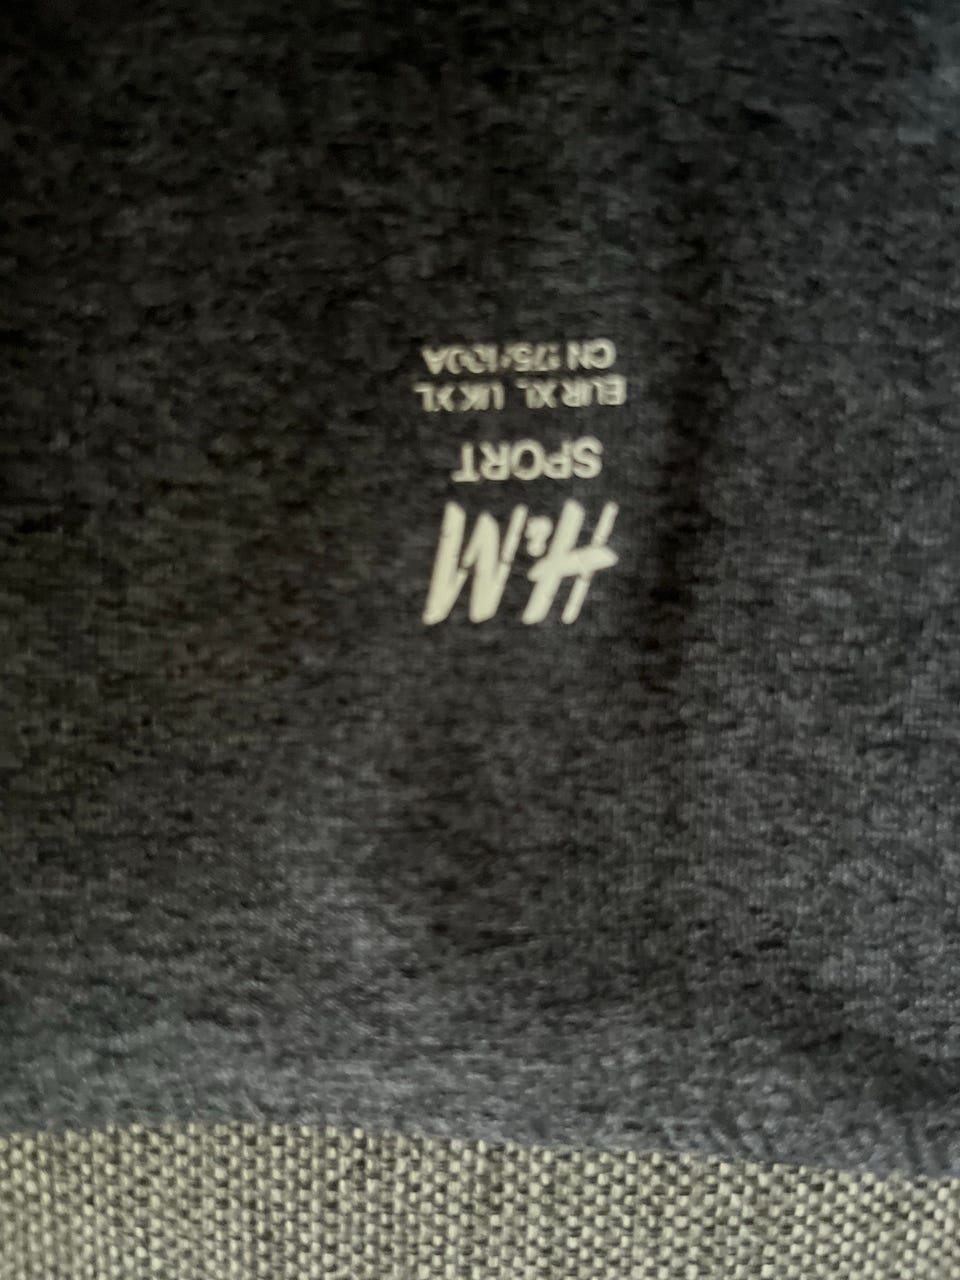 H&M
SPORT
EUR XL UK XL
CN 175/100A